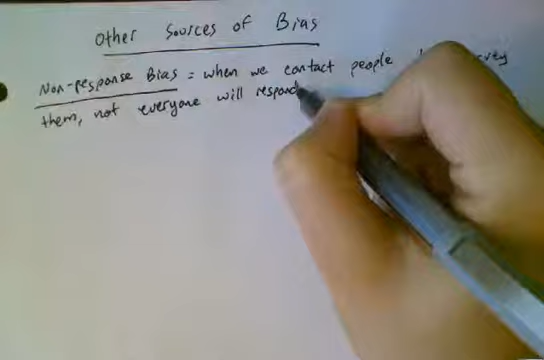 Other Sources of Bias
Non-response Bias = when we contact people
them, not everyone will respond